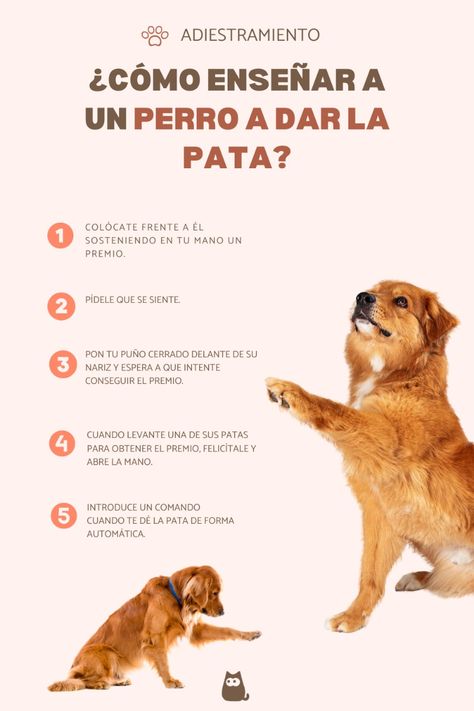 ADIESTRAMIENTO
¿CÓMO ENSEÑAR A
UN PERRO A DAR LA
PATA?
1
COLÓCATE FRENTE A ÉL
SOSTENIENDO EN TU MANO UN
PREMIO.
2
PÍDELE QUE SE SIENTE.
3
PON TU PUÑO CERRADO DELANTE DE SU
NARIZ Y ESPERA A QUE INTENTE
CONSEGUIR EL PREMIO.
4
CUANDO LEVANTE UNA DE SUS PATAS
PARA OBTENER EL PREMIO, FELICÍTALE Y
ABRE LA MANO.
5
INTRODUCE UN COMANDO
CUANDO TE DÉ LA PATA DE FORMA
AUTOMÁTICA.